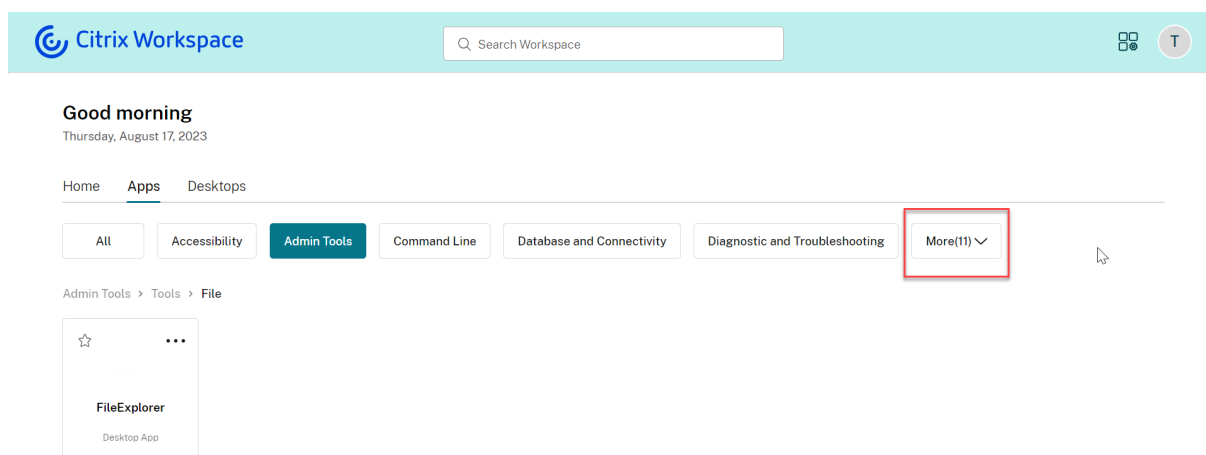 Citrix Workspace
Search Workspace
T
Good morning
Thursday, August 17, 2023
Home Apps Desktops
All Accessibility Admin Tools Command Line Database and Connectivity Diagnostic and Troubleshooting More(11)
Admin Tools > Tools > File
FileExplorer
Desktop App